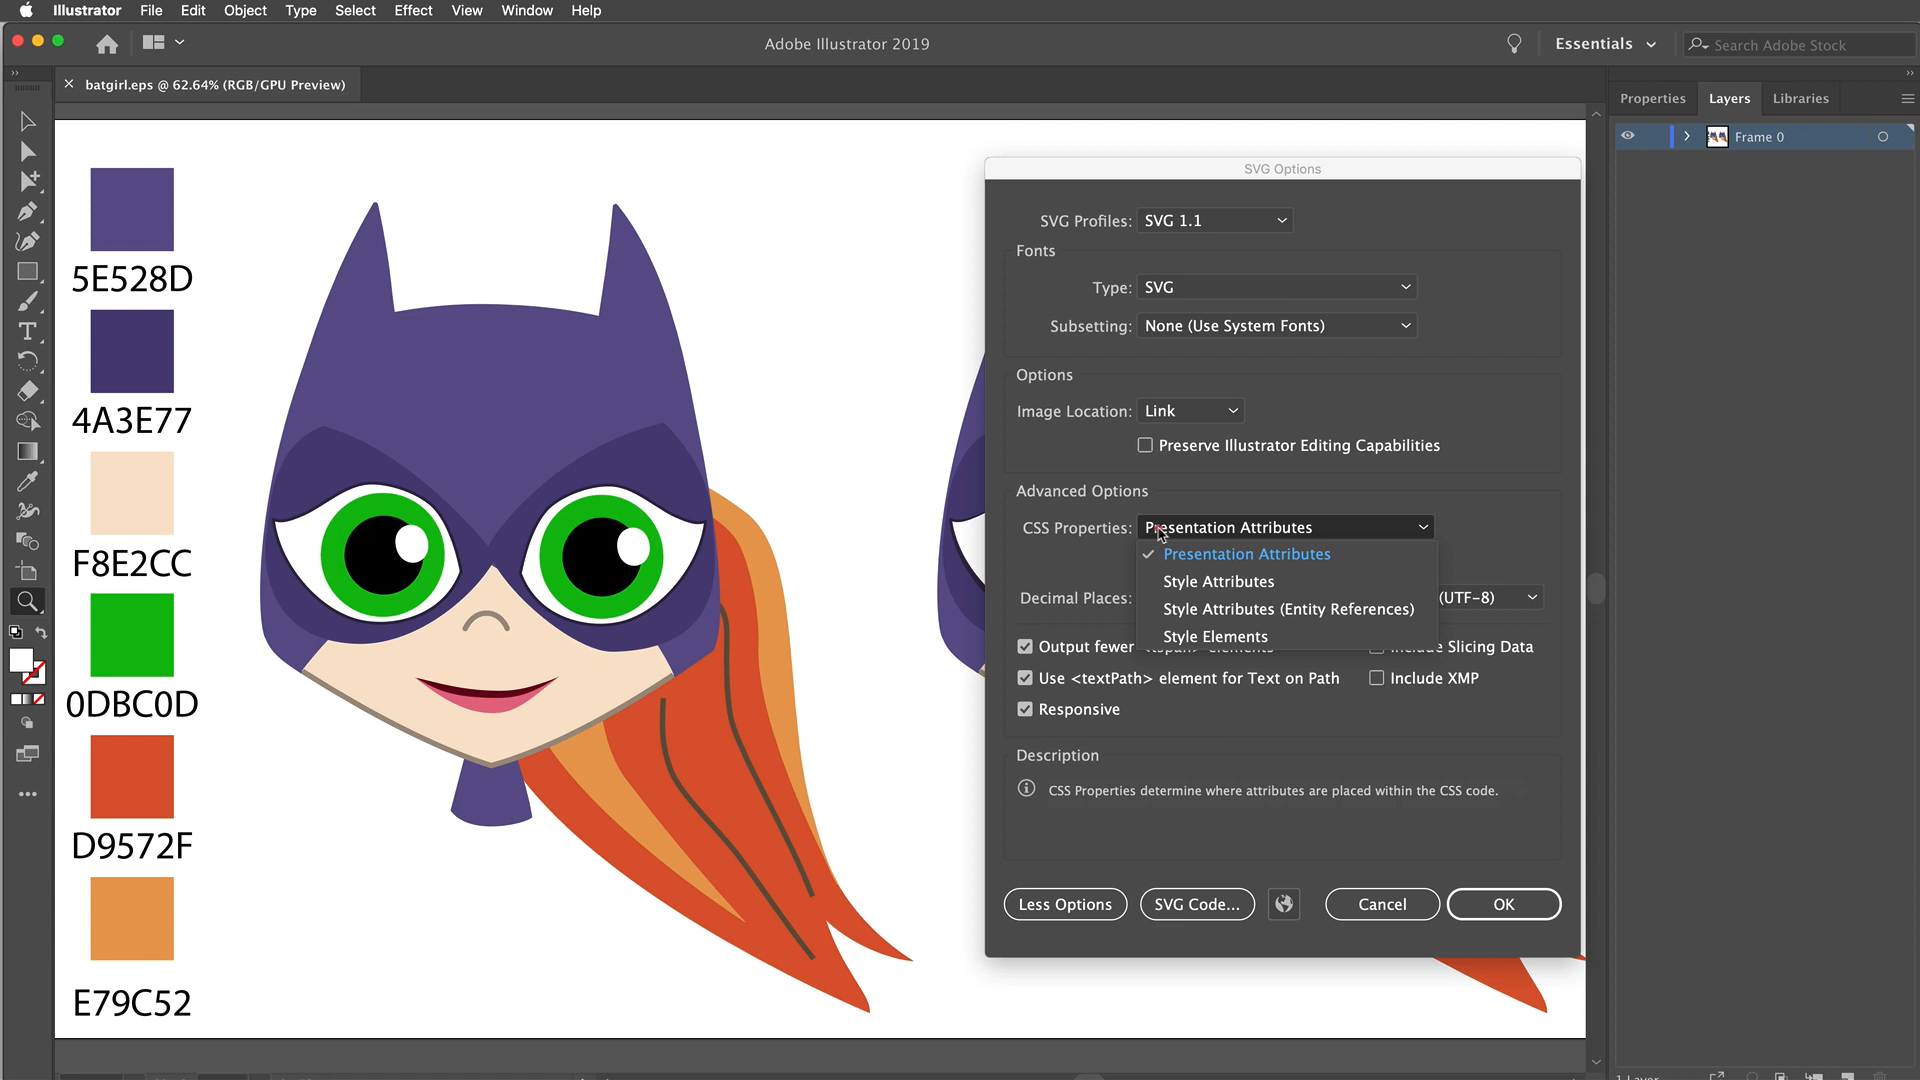 Illustrator File Edit Object Type Select Effect View Window Help
Adobe Illustrator 2019
Essentials
Search Adobe Stock
batgirl.eps @ 62.64% (RGB/GPU Preview)
Properties Layers Libraries
Frame 0
5E528D
4A3E77
F8E2CC
0DBC0D
D9572F
E79C52
SVG Options
SVG Profiles: SVG 1.1
Fonts
Type: SVG
Subsetting: None (Use System Fonts)
Options
Image Location: Link
Preserve Illustrator Editing Capabilities
Advanced Options
CSS Properties: Presentation Attributes
Presentation Attributes
Style Attributes
Style Attributes (Entity References)
Style Elements
Decimal Places: (UTF-8)
Output fewer <tspan> elements Include Slicing Data
Use <textPath> element for Text on Path Include XMP
Responsive
Description
CSS Properties determine where attributes are placed within the CSS code.
Less Options SVG Code... Cancel OK
1 Layer